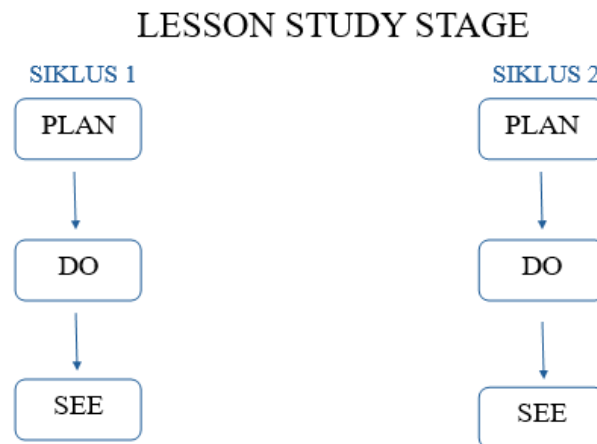 LESSON STUDY STAGE
SIKLUS 1
PLAN
DO
SEE
SIKLUS 2
PLAN
DO
SEE